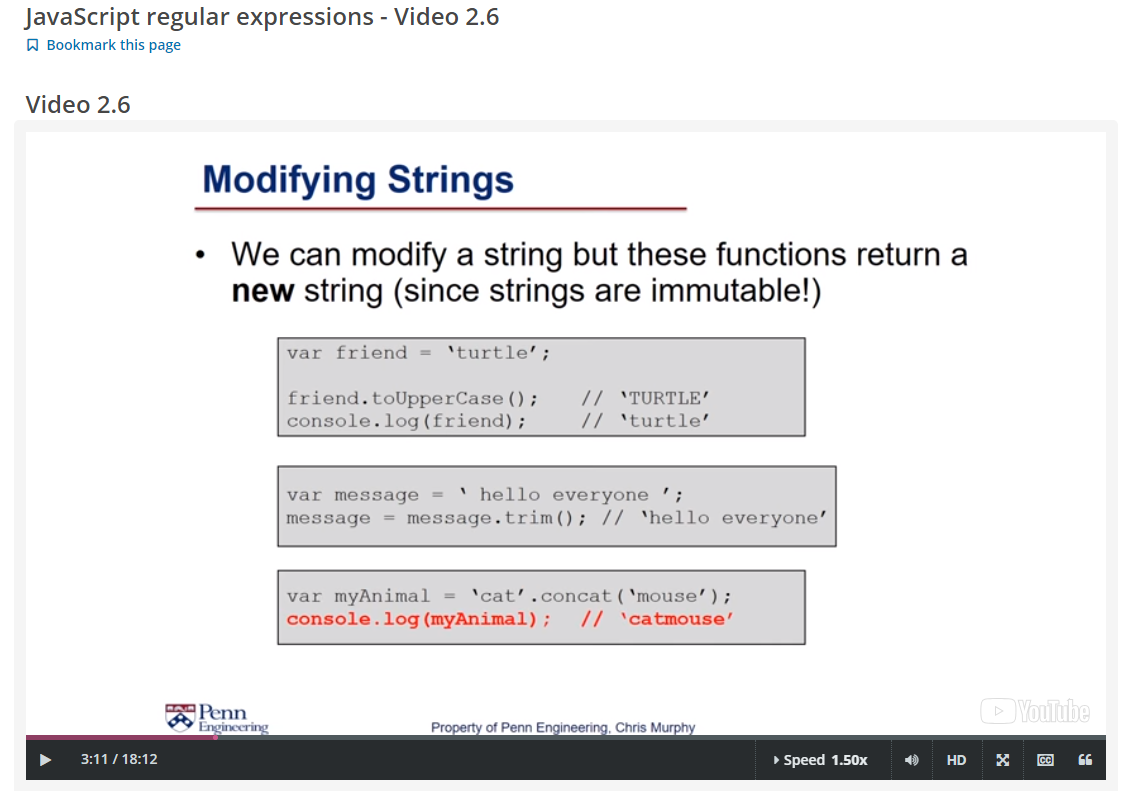 JavaScript regular expressions - Video 2.6
Bookmark this page
Video 2.6
Modifying Strings
• We can modify a string but these functions return a
new string (since strings are immutable!)
var friend = ‘turtle’;
friend.toUpperCase(); // ‘TURTLE’
console.log(friend); // ‘turtle’
var message = ‘ hello everyone ’;
message = message.trim(); // ‘hello everyone’
var myAnimal = ‘cat’.concat(‘mouse’);
console.log(myAnimal); // ‘catmouse’
Penn
Engineering
Property of Penn Engineering, Chris Murphy
YouTube
3:11 / 18:12
Speed 1.50x
HD
CC